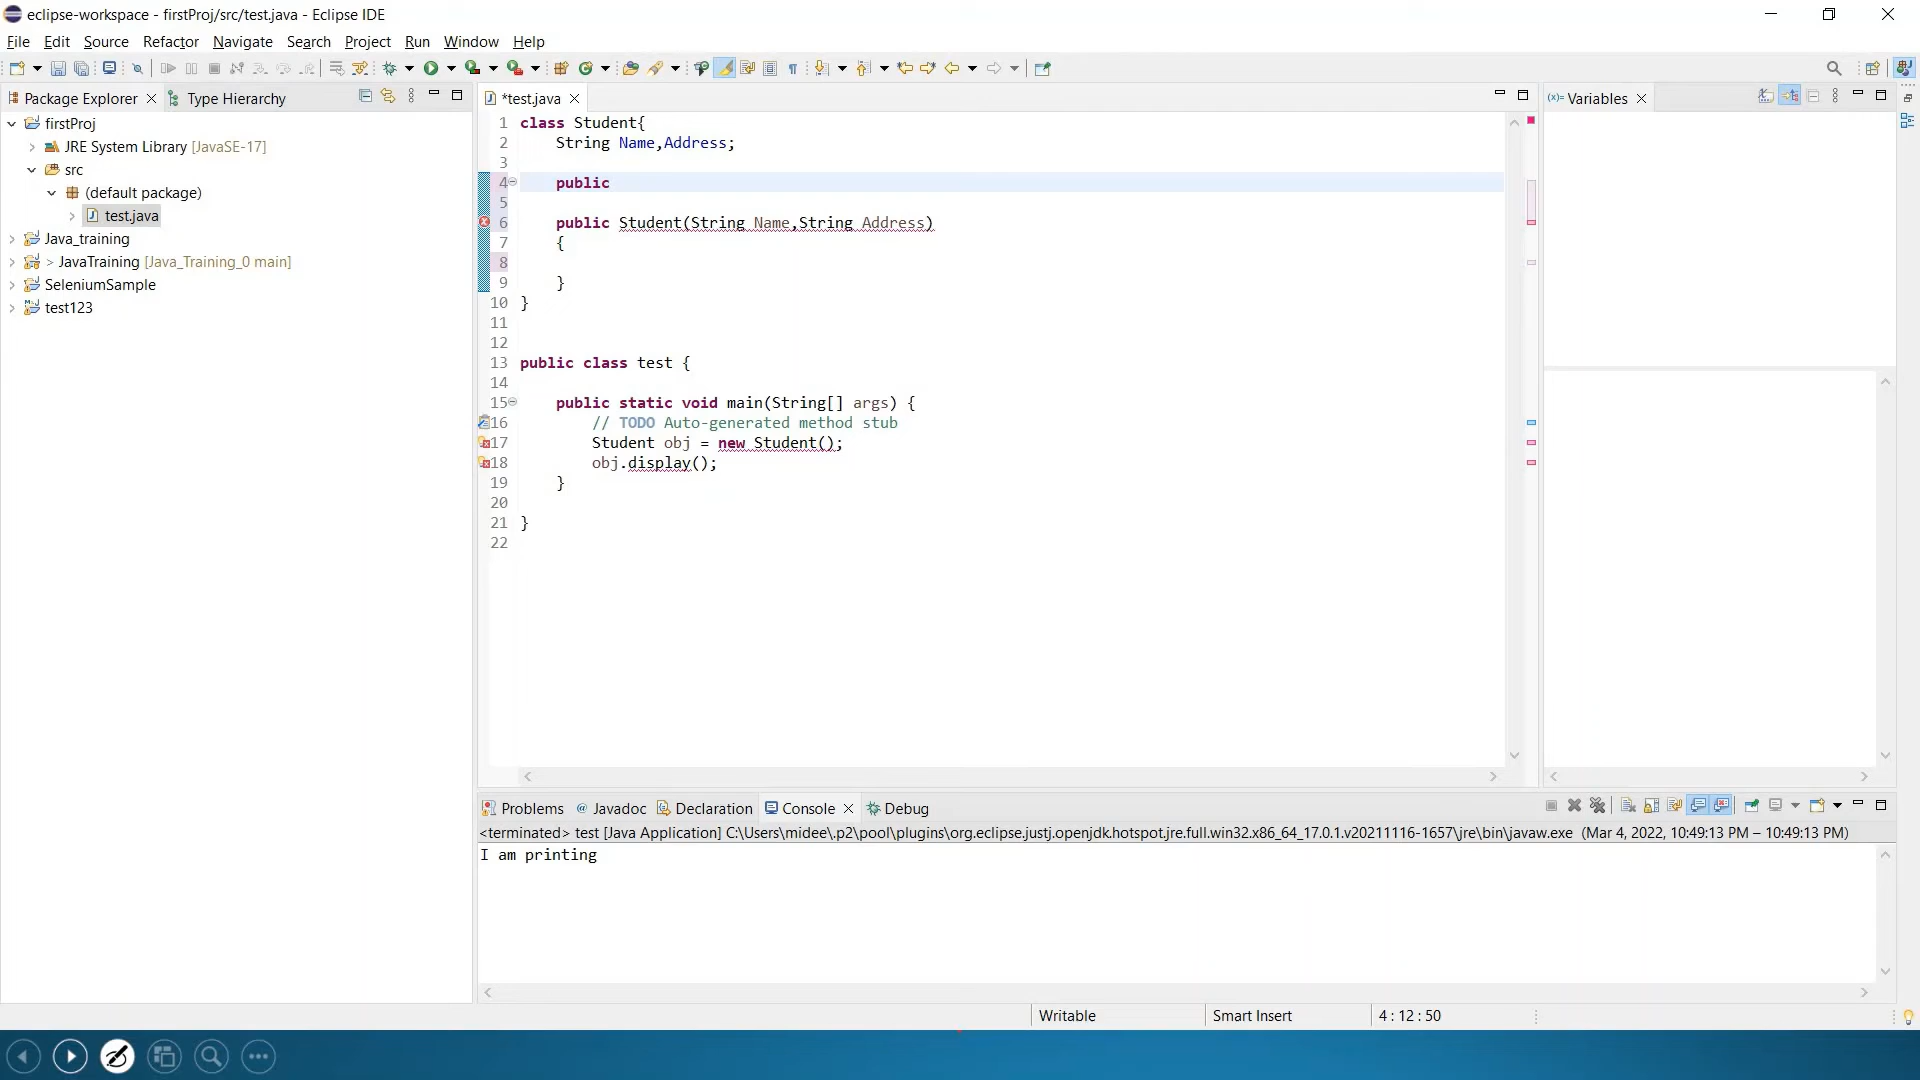 eclipse-workspace - firstProj/src/test.java - Eclipse IDE
File Edit Source Refactor Navigate Search Project Run Window Help
Package Explorer Type Hierarchy
firstProj
JRE System Library [JavaSE-17]
src
(default package)
test.java
Java_training
> JavaTraining [Java_Training_0 main]
SeleniumSample
test123
*test.java
1 class Student{
2 String Name,Address;
3
4 public
5
6 public Student(String Name,String Address)
7 {
8
9 }
10 }
11
12
13 public class test {
14
15 public static void main(String[] args) {
16 // TODO Auto-generated method stub
17 Student obj = new Student();
18 obj.display();
19 }
20
21 }
22
(x)= Variables
Problems @ Javadoc Declaration Console Debug
<terminated> test [Java Application] C:\Users\midee\.p2\pool\plugins\org.eclipse.justj.openjdk.hotspot.jre.full.win32.x86_64_17.0.1.v20211116-1657\jre\bin\javaw.exe (Mar 4, 2022, 10:49:13 PM – 10:49:13 PM)
I am printing
Writable Smart Insert 4 : 12 : 50